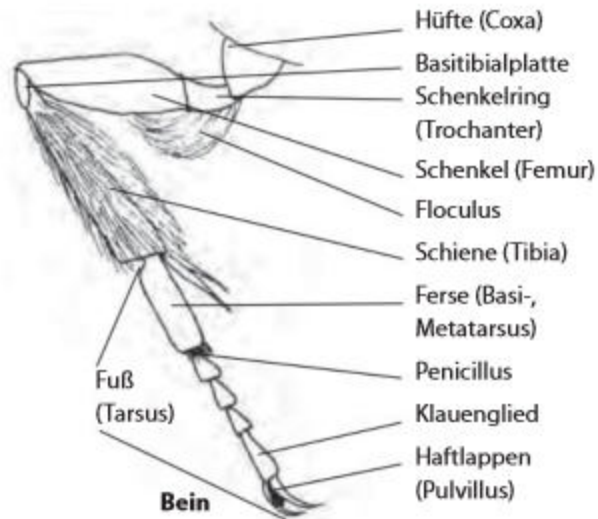 Hüfte (Coxa)
Basitibialplatte
Schenkelring
(Trochanter)
Schenkel (Femur)
Floculus
Schiene (Tibia)
Ferse (Basi-,
Metatarsus)
Penicillus
Klauenglied
Haftlappen
(Pulvillus)
Fuß
(Tarsus)
Bein